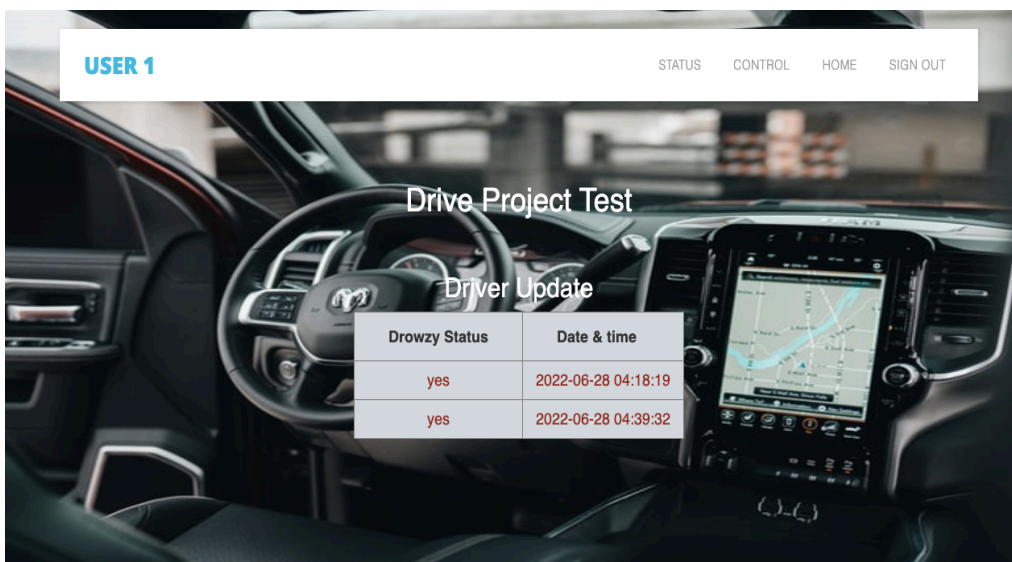 USER 1
STATUS CONTROL HOME SIGN OUT
Drive Project Test
Driver Update
Drowzy Status Date & time
yes 2022-06-28 04:18:19
yes 2022-06-28 04:39:32
RAM